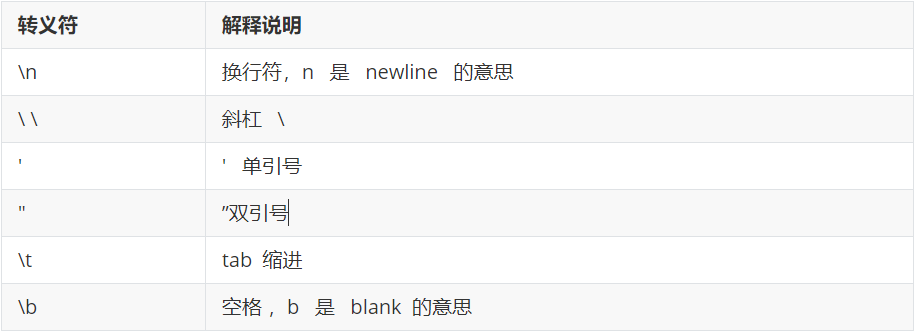 转义符 解释说明
\n 换行符，n 是 newline 的意思
\ \ 斜杠 \
' ' 单引号
" ”双引号
\t tab 缩进
\b 空格 ，b 是 blank 的意思